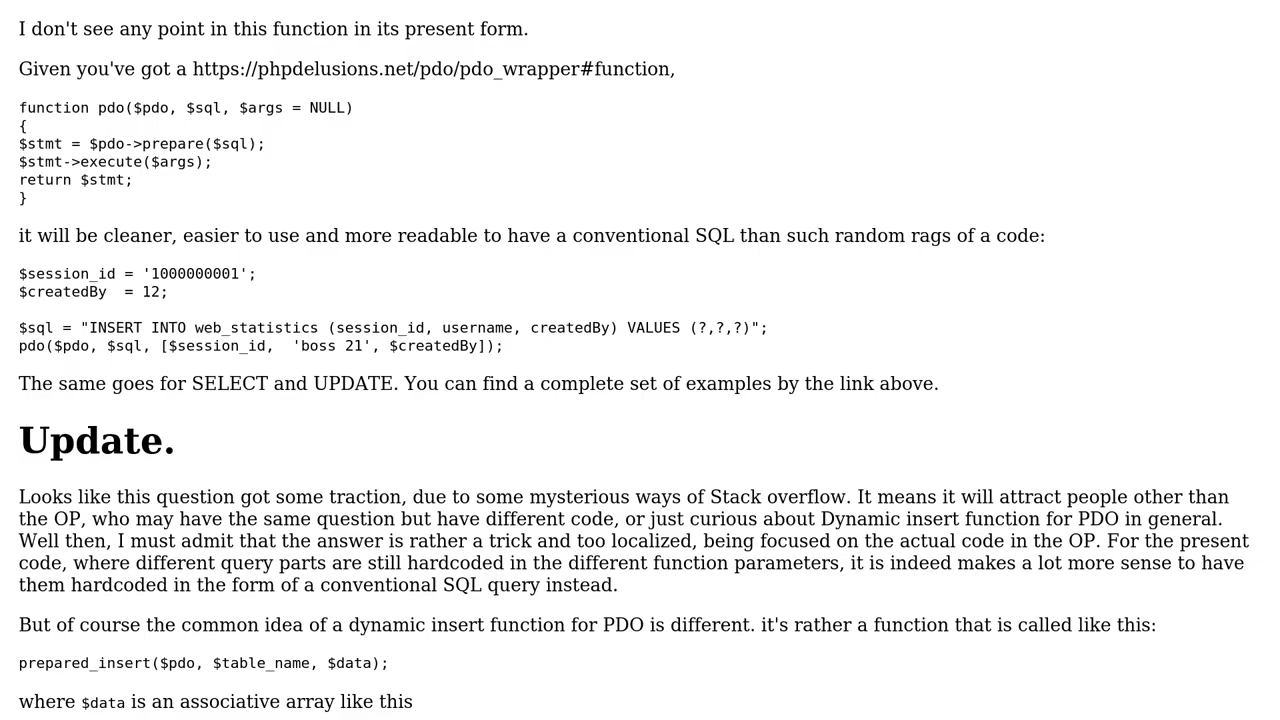 I don't see any point in this function in its present form.
Given you've got a https://phpdelusions.net/pdo/pdo_wrapper#function,
function pdo($pdo, $sql, $args = NULL)
{
$stmt = $pdo->prepare($sql);
$stmt->execute($args);
return $stmt;
}
it will be cleaner, easier to use and more readable to have a conventional SQL than such random rags of a code:
$session_id = '1000000001';
$createdBy  = 12;
$sql = "INSERT INTO web_statistics (session_id, username, createdBy) VALUES (?,?,?)";
pdo($pdo, $sql, [$session_id,  'boss 21', $createdBy]);
The same goes for SELECT and UPDATE. You can find a complete set of examples by the link above.
Update.
Looks like this question got some traction, due to some mysterious ways of Stack overflow. It means it will attract people other than
the OP, who may have the same question but have different code, or just curious about Dynamic insert function for PDO in general.
Well then, I must admit that the answer is rather a trick and too localized, being focused on the actual code in the OP. For the present
code, where different query parts are still hardcoded in the different function parameters, it is indeed makes a lot more sense to have
them hardcoded in the form of a conventional SQL query instead.
But of course the common idea of a dynamic insert function for PDO is different. it's rather a function that is called like this:
prepared_insert($pdo, $table_name, $data);
where $data is an associative array like this